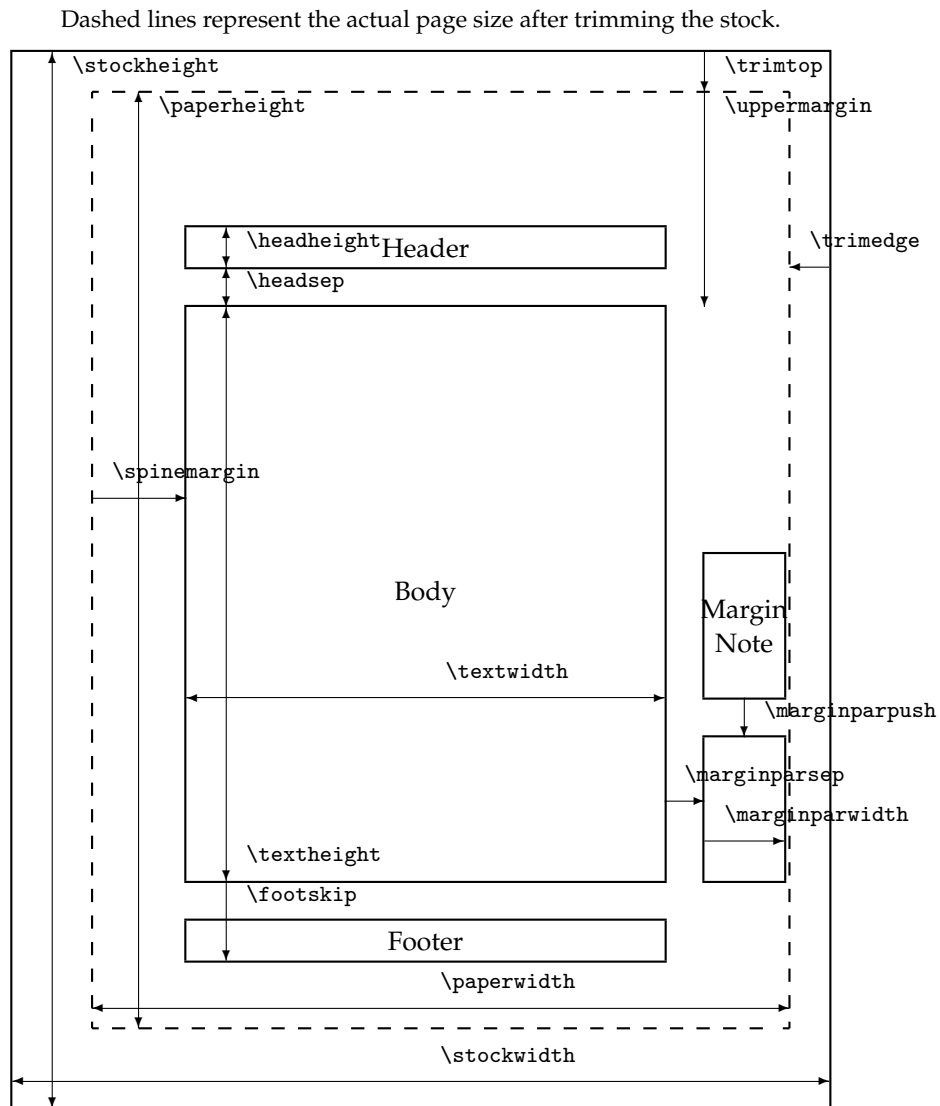 Dashed lines represent the actual page size after trimming the stock.
\stockheight
\trimtop
\paperheight
\uppermargin
\headheight
Header
\trimedge
\headsep
\spinemargin
Body
Margin
Note
\textwidth
\marginparpush
\marginparsep
\marginparwidth
\textheight
\footskip
Footer
\paperwidth
\stockwidth